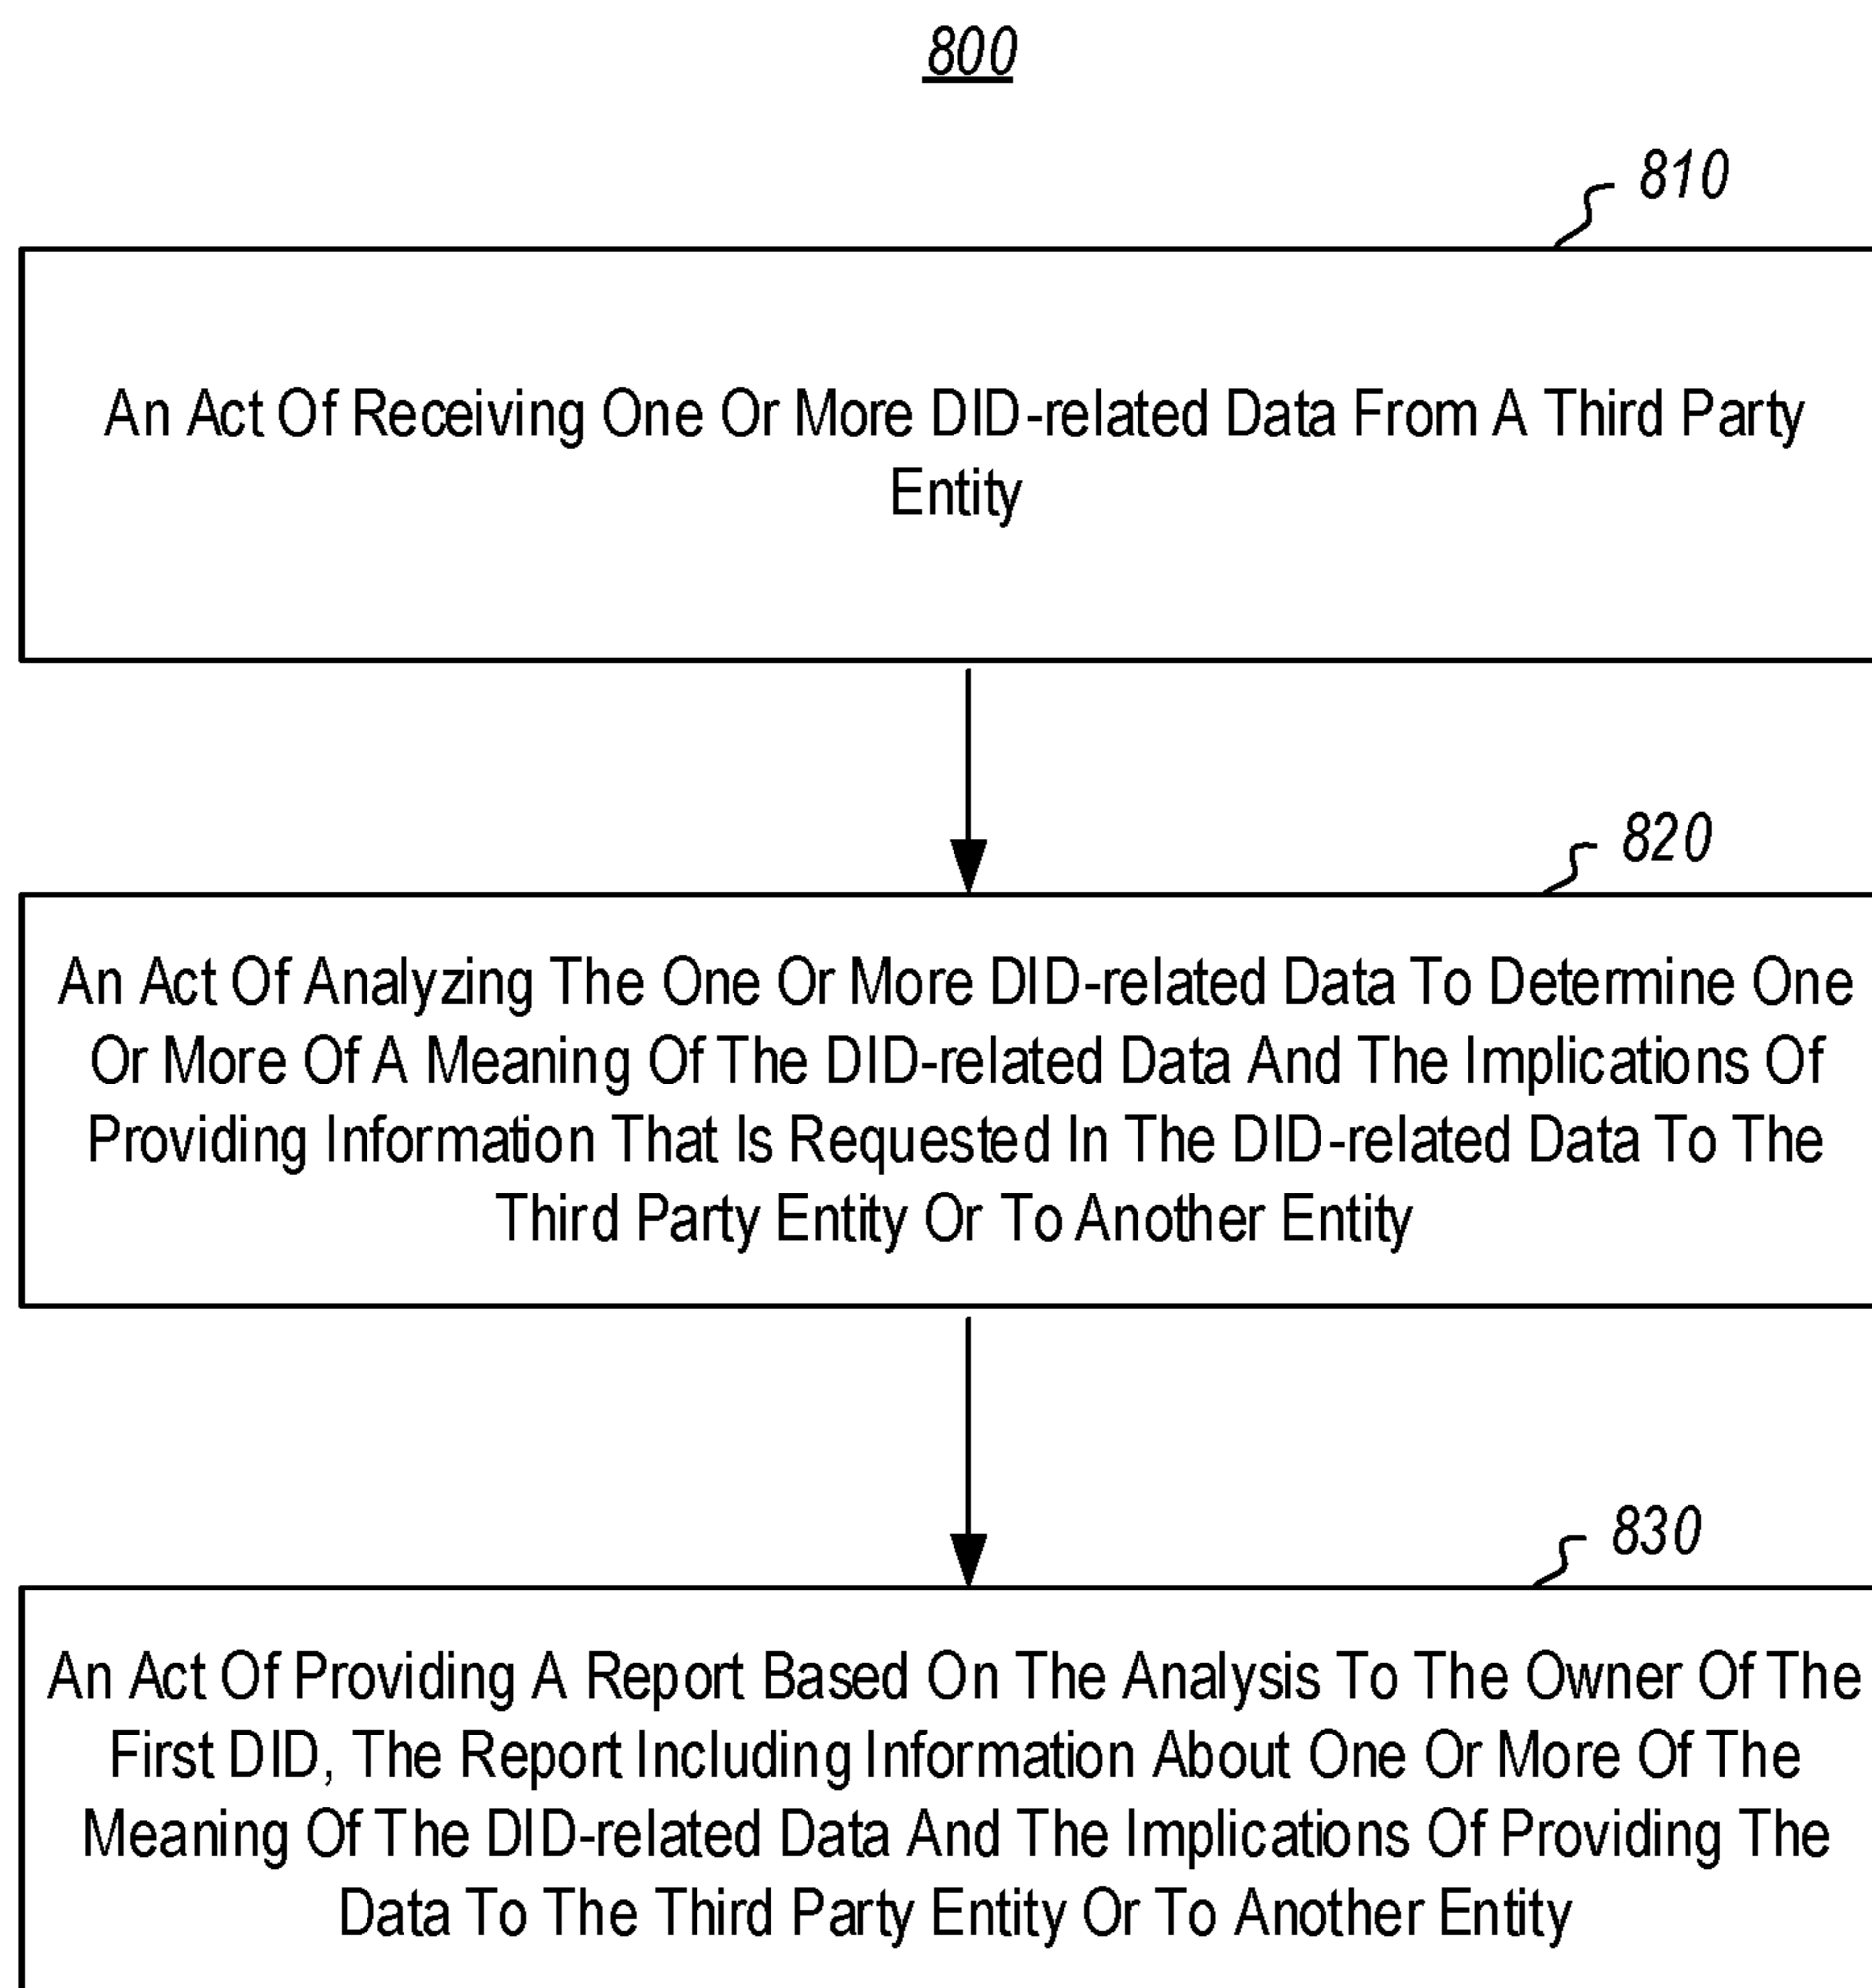 800
810
An Act Of Receiving One Or More DID-related Data From A Third Party
Entity
820
An Act Of Analyzing The One Or More DID-related Data To Determine One
Or More Of A Meaning Of The DID-related Data And The Implications Of
Providing Information That Is Requested In The DID-related Data To The
Third Party Entity Or To Another Entity
830
An Act Of Providing A Report Based On The Analysis To The Owner Of The
First DID, The Report Including Information About One Or More Of The
Meaning Of The DID-related Data And The Implications Of Providing The
Data To The Third Party Entity Or To Another Entity